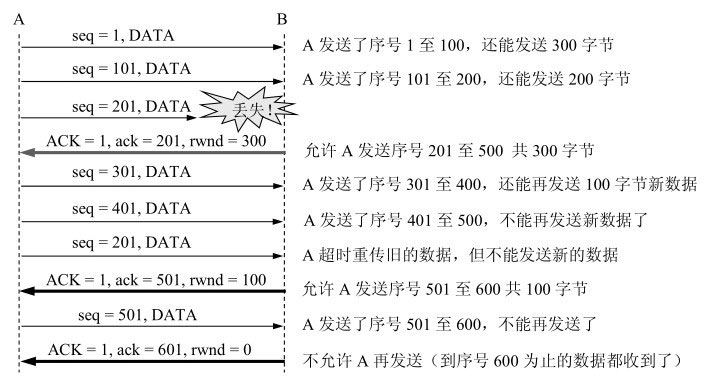 A B
seq = 1, DATA A 发送了序号 1 至 100，还能发送 300 字节
seq = 101, DATA A 发送了序号 101 至 200，还能发送 200 字节
seq = 201, DATA 丢失！
ACK = 1, ack = 201, rwnd = 300 允许 A 发送序号 201 至 500 共 300 字节
seq = 301, DATA A 发送了序号 301 至 400，还能再发送 100 字节新数据
seq = 401, DATA A 发送了序号 401 至 500，不能再发送新数据了
seq = 201, DATA A 超时重传旧的数据，但不能发送新的数据
ACK = 1, ack = 501, rwnd = 100 允许 A 发送序号 501 至 600 共 100 字节
seq = 501, DATA A 发送了序号 501 至 600，不能再发送了
ACK = 1, ack = 601, rwnd = 0 不允许 A 再发送（到序号 600 为止的数据都收到了）